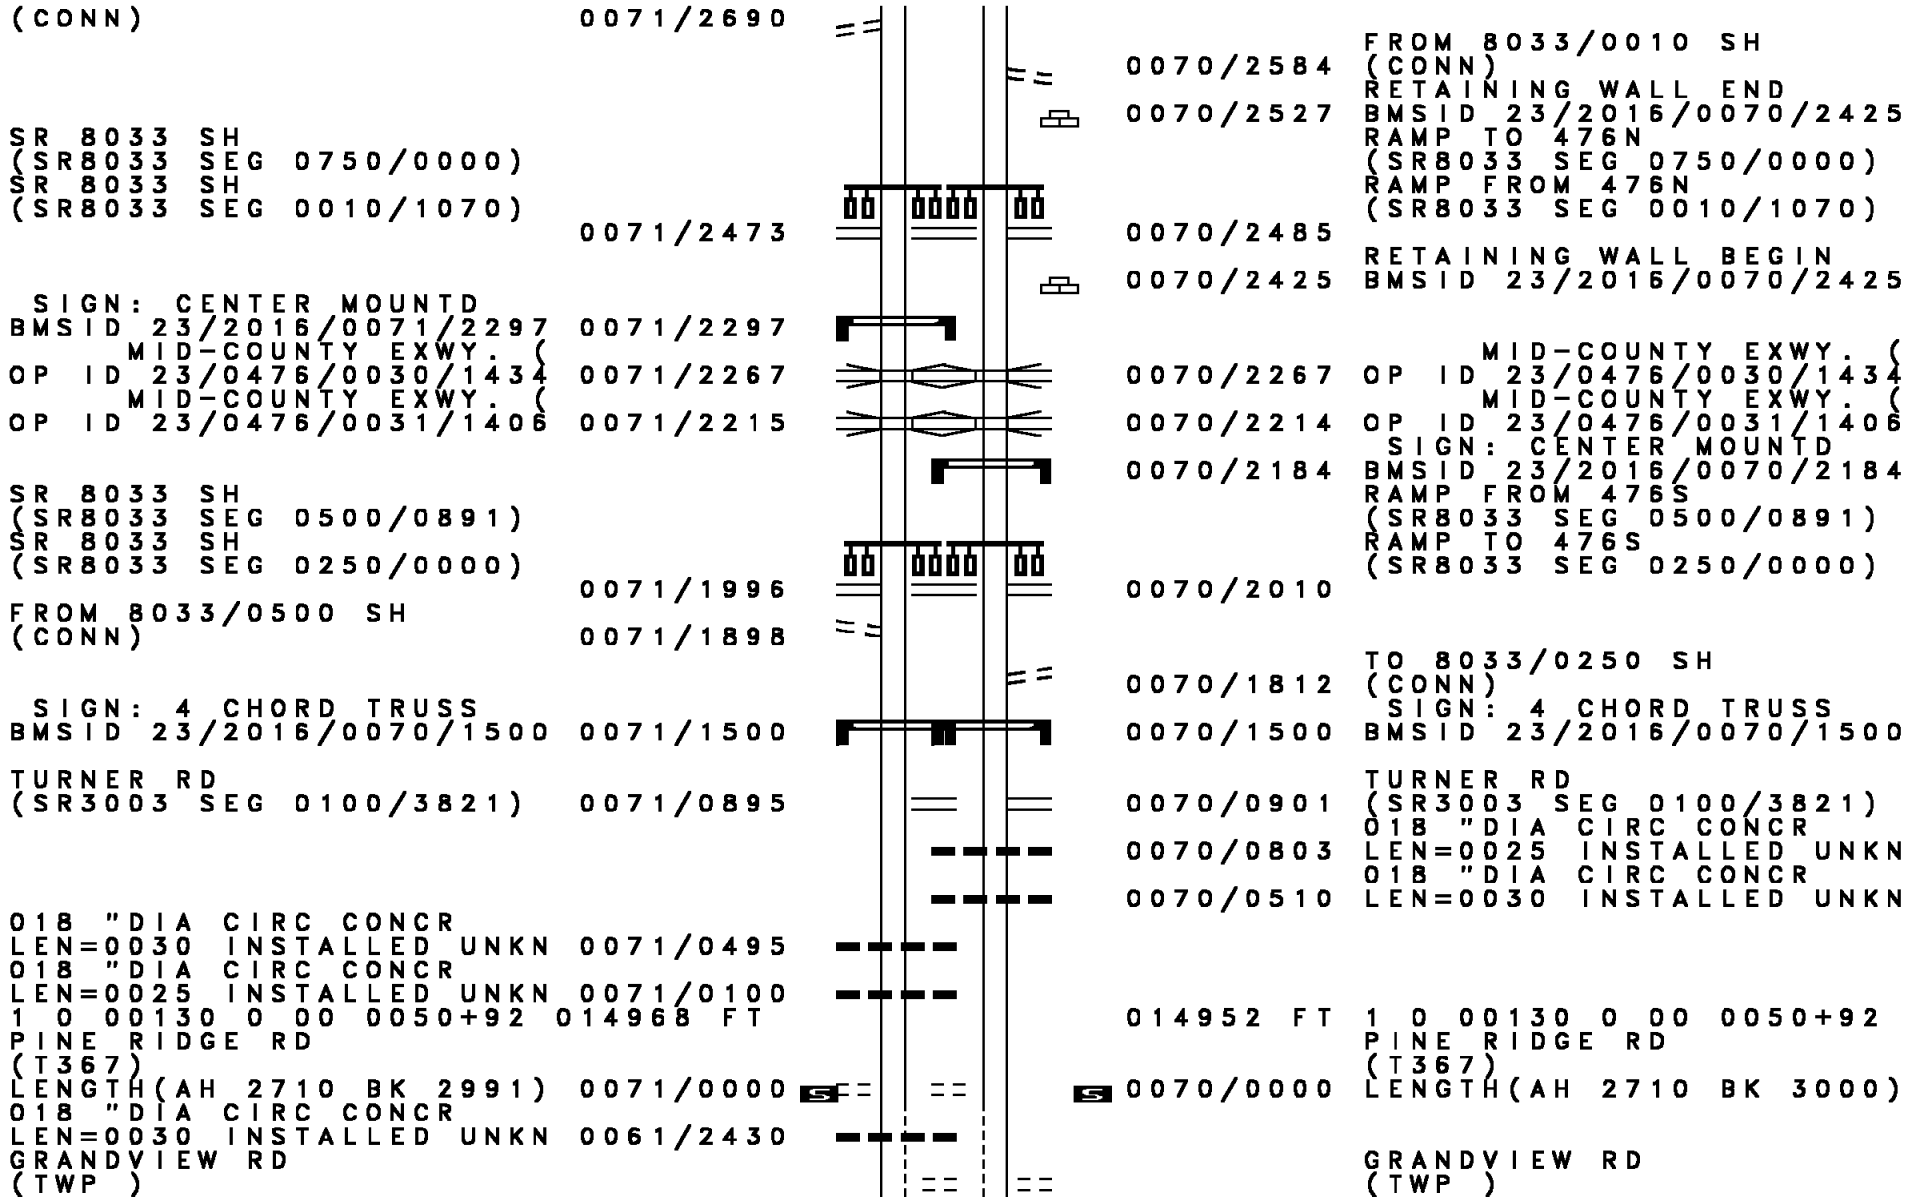 (CONN) 0071/2690
FROM 8033/0010 SH
0070/2584 (CONN)
RETAINING WALL END
0070/2527 BMSID 23/2016/0070/2425
SR 8033 SH RAMP TO 476N
(SR8033 SEG 0750/0000) (SR8033 SEG 0750/0000)
SR 8033 SH RAMP FROM 476N
(SR8033 SEG 0010/1070) (SR8033 SEG 0010/1070)
0071/2473 0070/2485
RETAINING WALL BEGIN
0070/2425 BMSID 23/2016/0070/2425
SIGN: CENTER MOUNTD
BMSID 23/2016/0071/2297 0071/2297
MID-COUNTY EXWY. ( MID-COUNTY EXWY. (
OP ID 23/0476/0030/1434 0071/2267 0070/2267 OP ID 23/0476/0030/1434
MID-COUNTY EXWY. ( MID-COUNTY EXWY. (
OP ID 23/0476/0031/1406 0071/2215 0070/2214 OP ID 23/0476/0031/1406
SIGN: CENTER MOUNTD
0070/2184 BMSID 23/2016/0070/2184
SR 8033 SH RAMP FROM 476S
(SR8033 SEG 0500/0891) (SR8033 SEG 0500/0891)
SR 8033 SH RAMP TO 476S
(SR8033 SEG 0250/0000) (SR8033 SEG 0250/0000)
0071/1996 0070/2010
FROM 8033/0500 SH
(CONN) 0071/1898
TO 8033/0250 SH
0070/1812 (CONN)
SIGN: 4 CHORD TRUSS SIGN: 4 CHORD TRUSS
BMSID 23/2016/0070/1500 0071/1500 0070/1500 BMSID 23/2016/0070/1500
TURNER RD TURNER RD
(SR3003 SEG 0100/3821) 0071/0895 0070/0901 (SR3003 SEG 0100/3821)
018 "DIA CIRC CONCR
0070/0803 LEN=0025 INSTALLED UNKN
018 "DIA CIRC CONCR
0070/0510 LEN=0030 INSTALLED UNKN
018 "DIA CIRC CONCR
LEN=0030 INSTALLED UNKN 0071/0495
018 "DIA CIRC CONCR
LEN=0025 INSTALLED UNKN 0071/0100
1 0 00130 0 00 0050+92 014968 FT 014952 FT 1 0 00130 0 00 0050+92
PINE RIDGE RD PINE RIDGE RD
(T367) (T367)
LENGTH(AH 2710 BK 2991) 0071/0000 S S 0070/0000 LENGTH(AH 2710 BK 3000)
018 "DIA CIRC CONCR
LEN=0030 INSTALLED UNKN 0061/2430
GRANDVIEW RD GRANDVIEW RD
(TWP ) (TWP )